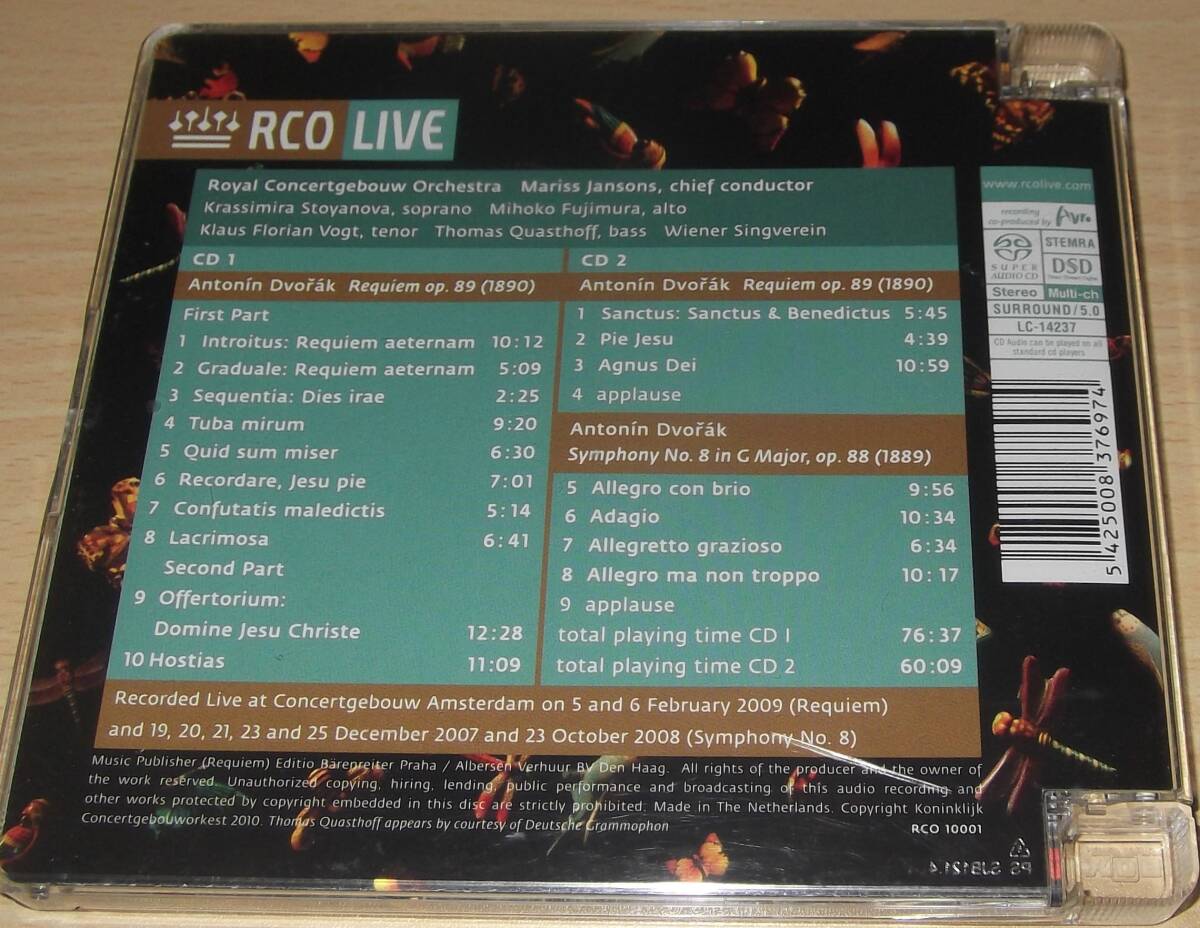 RCO LIVE
Royal Concertgebouw Orchestra Mariss Jansons, chief conductor
Krassimira Stoyanova, soprano Mihoko Fujimura, alto
Klaus Florian Vogt, tenor Thomas Quasthoff, bass Wiener Singverein
CD 1
Antonín Dvořák Requiem op. 89 (1890)
First Part
1 Introitus: Requiem aeternam 10:12
2 Graduale: Requiem aeternam 5:09
3 Sequentia: Dies irae 2:25
4 Tuba mirum 9:20
5 Quid sum miser 6:30
6 Recordare, Jesu pie 7:01
7 Confutatis maledictis 5:14
8 Lacrimosa 6:41
Second Part
9 Offertorium:
Domine Jesu Christe 12:28
10 Hostias 11:09
CD 2
Antonín Dvořák Requiem op. 89 (1890)
1 Sanctus: Sanctus & Benedictus 5:45
2 Pie Jesu 4:39
3 Agnus Dei 10:59
4 applause
Antonín Dvořák
Symphony No. 8 in G Major, op. 88 (1889)
5 Allegro con brio 9:56
6 Adagio 10:34
7 Allegretto grazioso 6:34
8 Allegro ma non troppo 10:17
9 applause
total playing time CD 1 76:37
total playing time CD 2 60:09
Recorded Live at Concertgebouw Amsterdam on 5 and 6 February 2009 (Requiem)
and 19, 20, 21, 23 and 25 December 2007 and 23 October 2008 (Symphony No. 8)
Music Publisher (Requiem) Editio Bärenreiter Praha / Albersen Verhuur BV Den Haag. All rights of the producer and the owner of
the work reserved. Unauthorized copying, hiring, lending, public performance and broadcasting of this audio recording and
other works protected by copyright embedded in this disc are strictly prohibited. Made in The Netherlands. Copyright Koninklijk
Concertgebouworkest 2010. Thomas Quasthoff appears by courtesy of Deutsche Grammophon
RCO 10001
www.rcolive.com
recording
co-produced by Avro
SUPER AUDIO CD
STEMRA
DSD
Direct Stream Digital
Stereo Multi-ch
SURROUND/5.0
LC-14237
CD Audio can be played on all
standard cd players
5 425008 376974